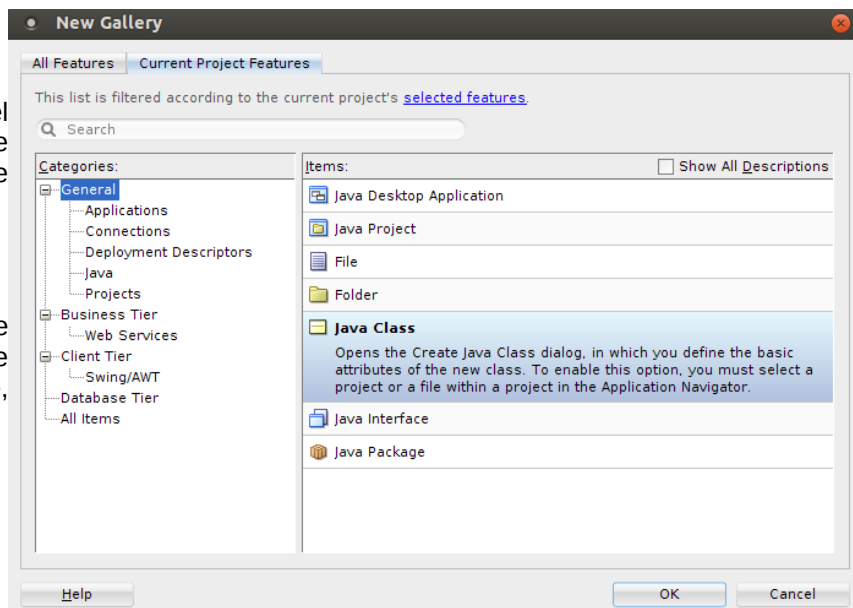 New Gallery
All Features
Current Project Features
This list is filtered according to the current project's selected features.
Search
Categories:
General
Applications
Connections
Deployment Descriptors
Java
Projects
Business Tier
Web Services
Client Tier
Swing/AWT
Database Tier
All Items
Items:
Show All Descriptions
Java Desktop Application
Java Project
File
Folder
Java Class
Opens the Create Java Class dialog, in which you define the basic
attributes of the new class. To enable this option, you must select a
project or a file within a project in the Application Navigator.
Java Interface
Java Package
Help
OK
Cancel